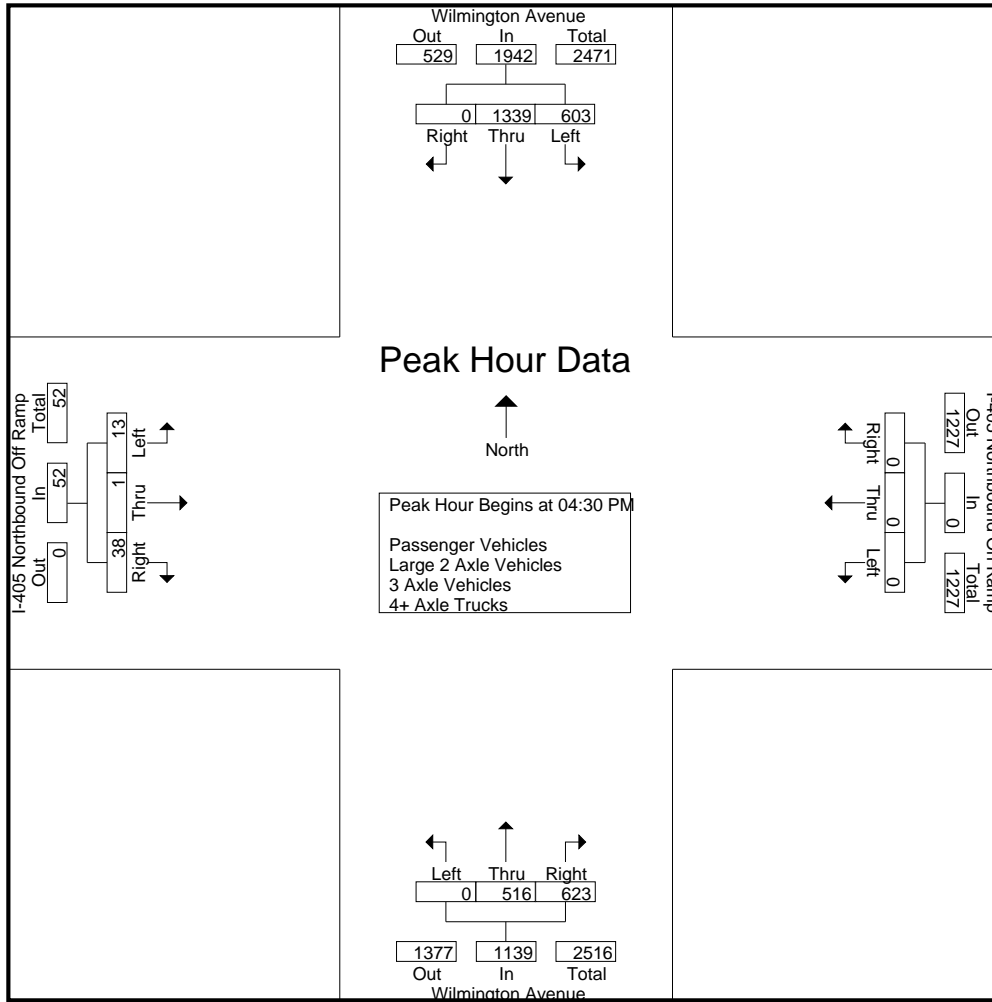 Wilmington Avenue
Out In Total
529 1942 2471
0 1339 603
Right Thru Left
Peak Hour Data
North
Peak Hour Begins at 04:30 PM
Passenger Vehicles
Large 2 Axle Vehicles
3 Axle Vehicles
4+ Axle Trucks
I-405 Northbound Off Ramp
Out In Total
0 52 52
13 1 38
Left Thru Right
I-405 Northbound On Ramp
Out In Total
1227 0 1227
0 0 0
Right Thru Left
Left Thru Right
0 516 623
1377 1139 2516
Out In Total
Wilmington Avenue